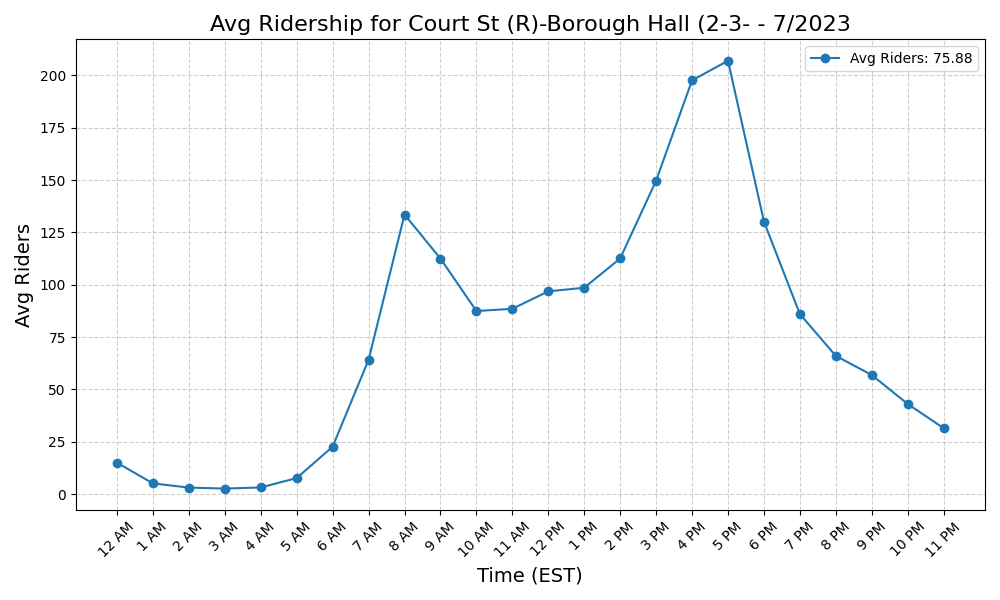 Avg Ridership for Court St (R)-Borough Hall (2-3- - 7/2023
Avg Riders: 75.88
Avg Riders
200
175
150
125
100
75
50
25
0
12 AM
1 AM
2 AM
3 AM
4 AM
5 AM
6 AM
7 AM
8 AM
9 AM
10 AM
11 AM
12 PM
1 PM
2 PM
3 PM
4 PM
5 PM
6 PM
7 PM
8 PM
9 PM
10 PM
11 PM
Time (EST)